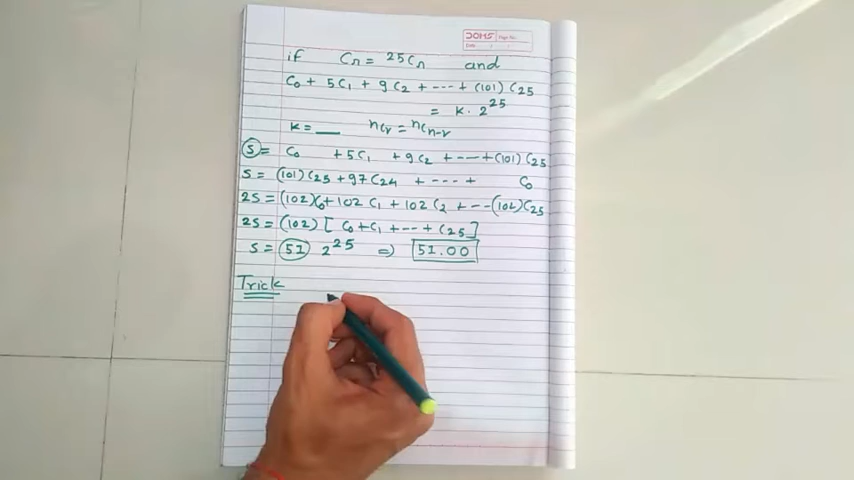 DOMS
if Cn = 25Cn and
C0 + 5C1 + 9C2 + ---- + (101) C25
= k. 2^25
k = ___ nCr = nCn-r
S = C0 + 5C1 + 9C2 + ---- + (101) C25
S = (101) C25 + 97 C24 + --- + C0
2S = (102) C0 + 102 C1 + 102 C2 + -- (102) C25
2S = (102) [ C0 + C1 + --- + C25 ]
S = 51 2^25 => 51.00
Trick